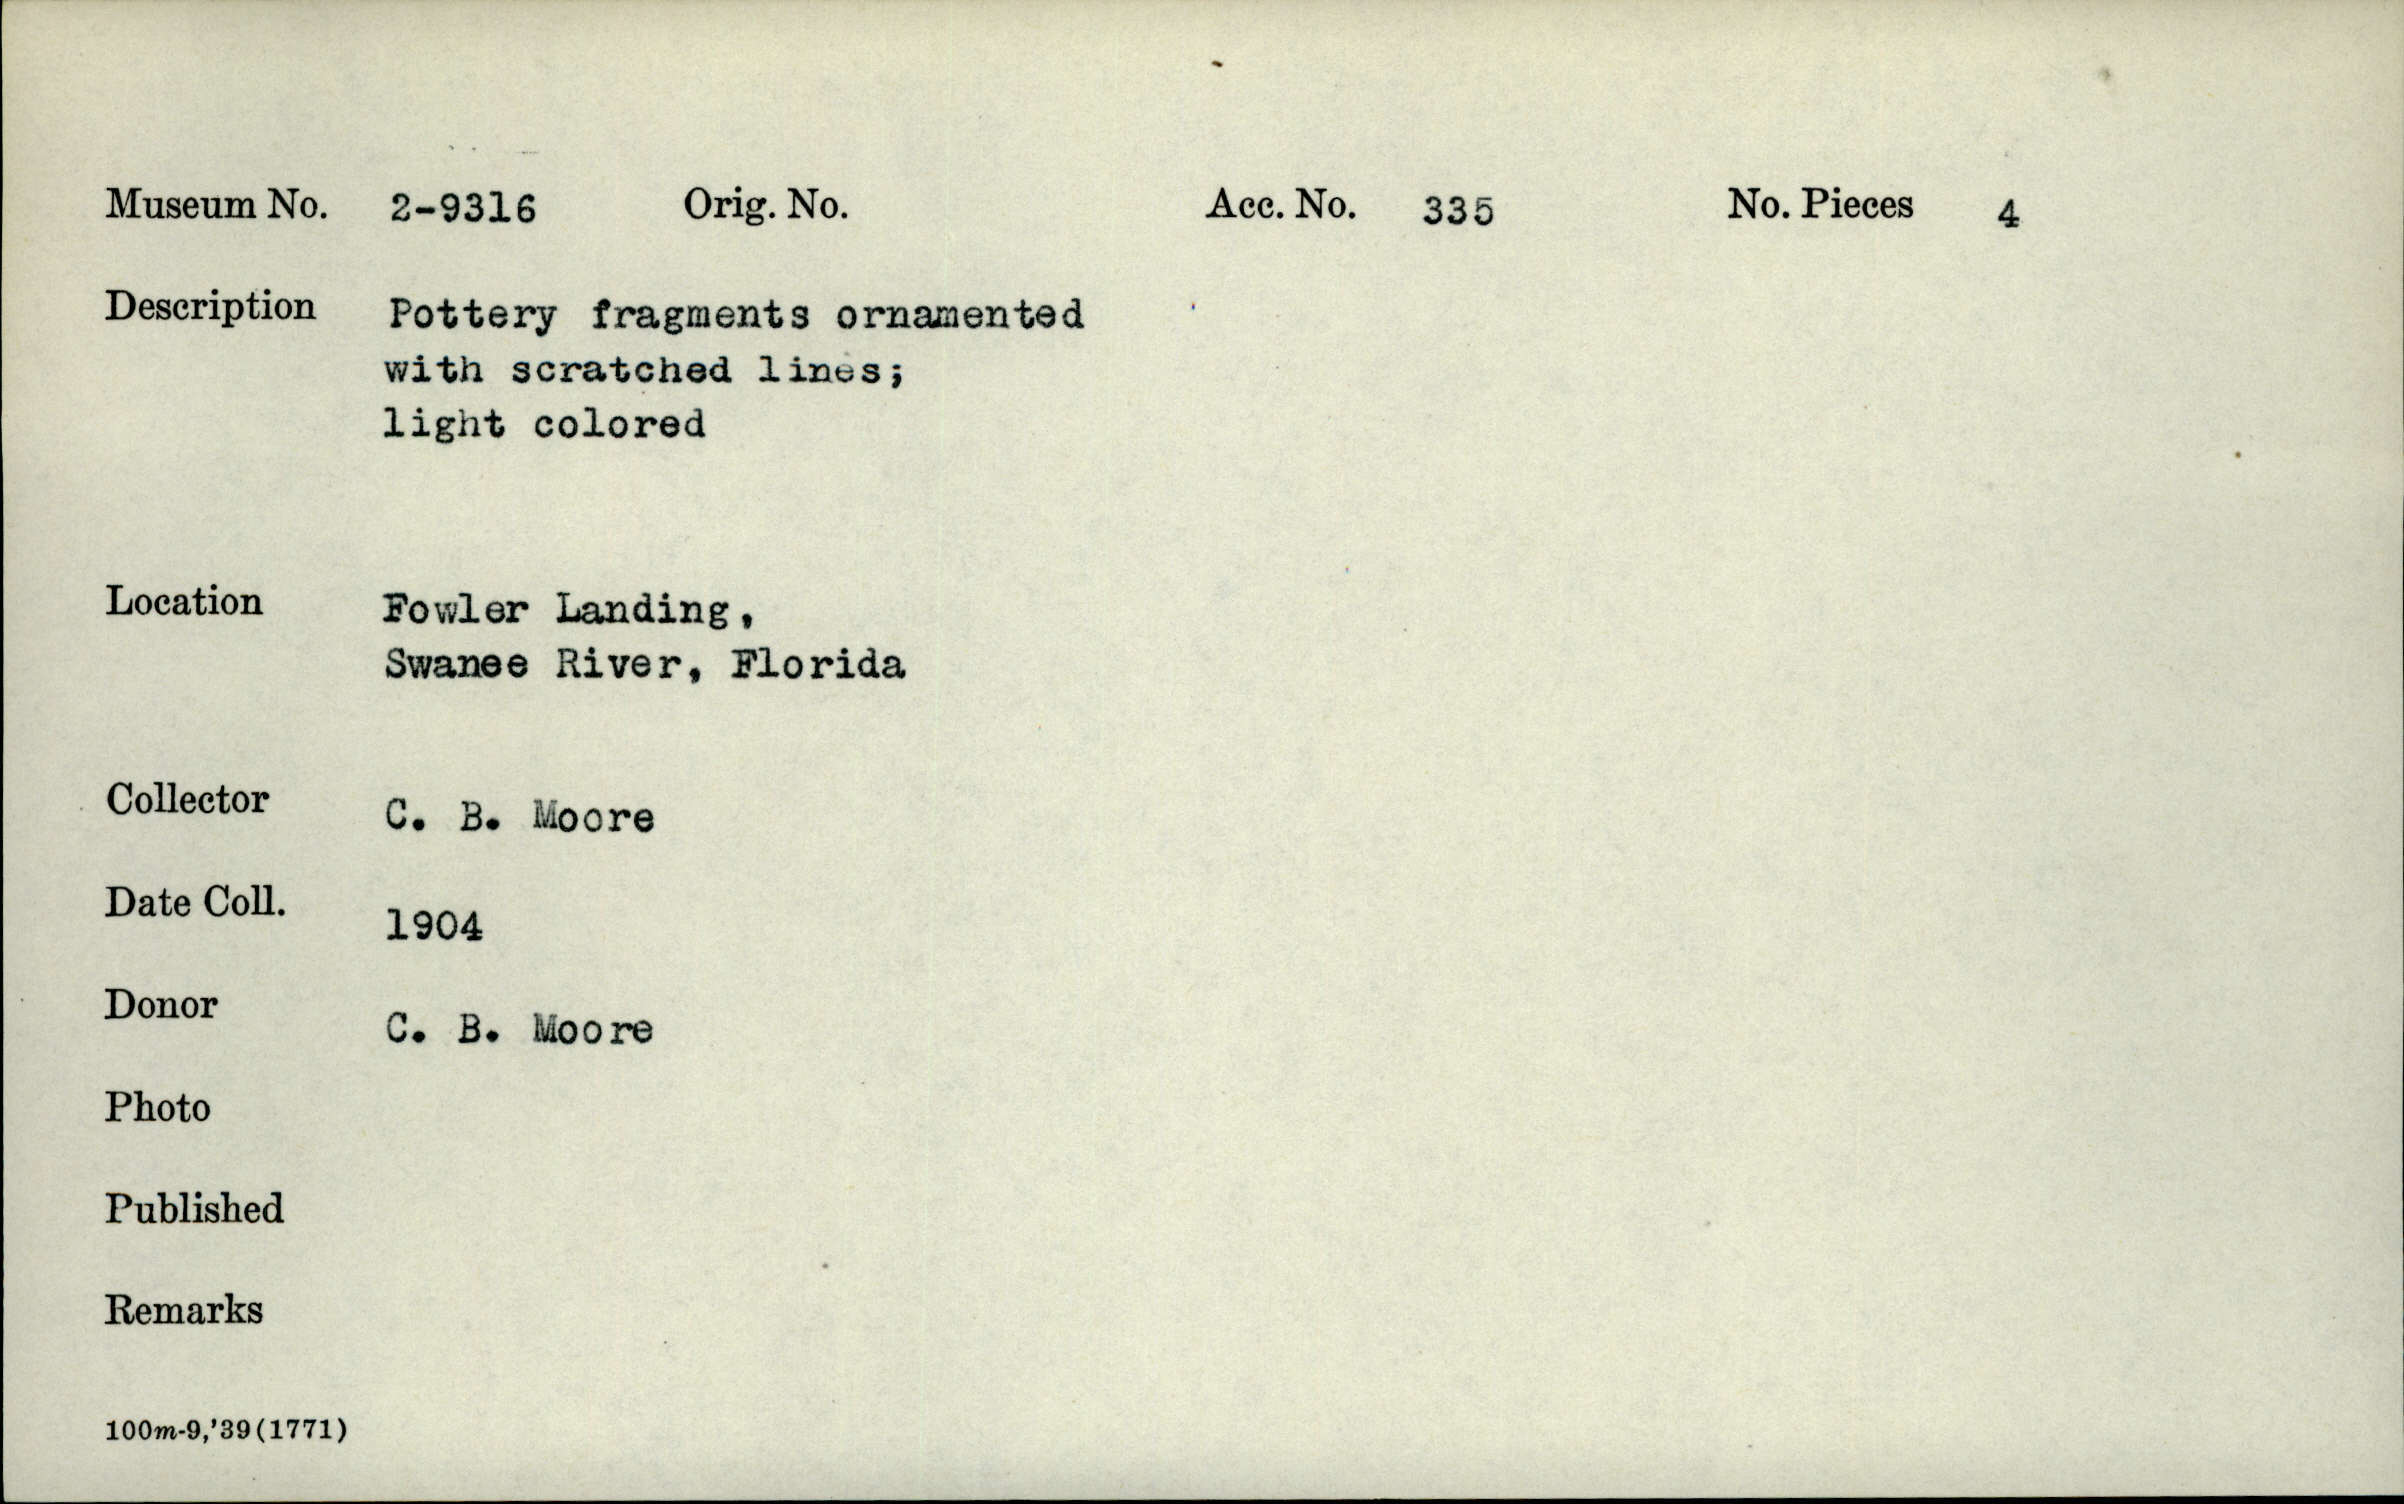 Museum No. 2-9316 Orig. No. Acc. No. 335 No. Pieces 4
Description Pottery fragments ornamented
with scratched lines;
light colored
Location Fowler Landing,
Swanee River, Florida
Collector C. B. Moore
Date Coll. 1904
Donor C. B. Moore
Photo
Published
Remarks
100m-9,'39(1771)